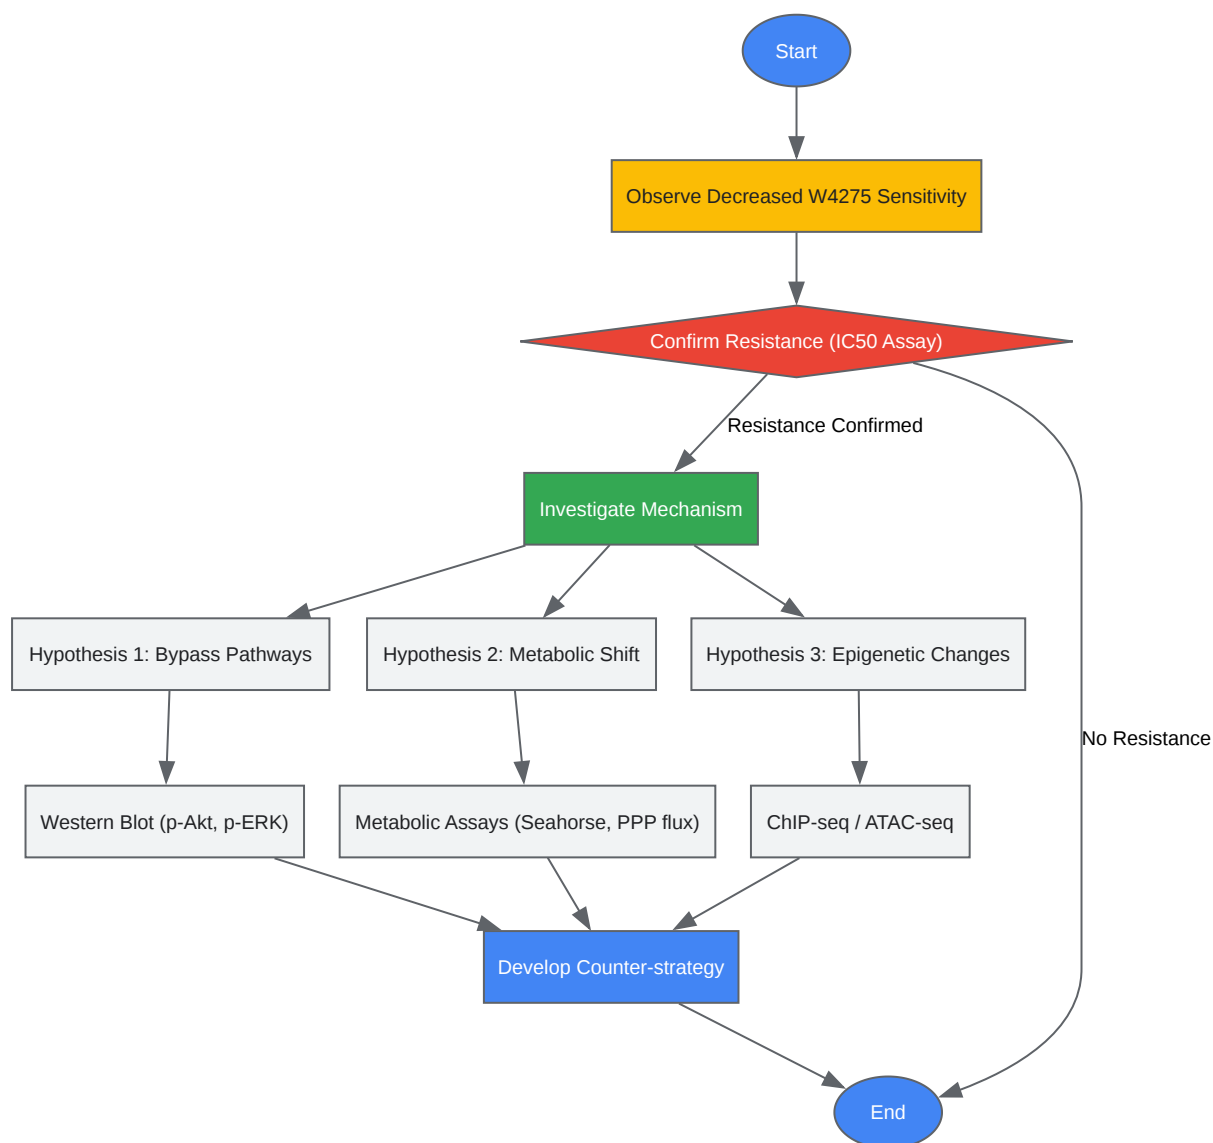 Start
Observe Decreased W4275 Sensitivity
Confirm Resistance (IC50 Assay)
Resistance Confirmed
Investigate Mechanism
Hypothesis 1: Bypass Pathways
Hypothesis 2: Metabolic Shift
Hypothesis 3: Epigenetic Changes
No Resistance
Western Blot (p-Akt, p-ERK)
Metabolic Assays (Seahorse, PPP flux)
ChIP-seq / ATAC-seq
Develop Counter-strategy
End